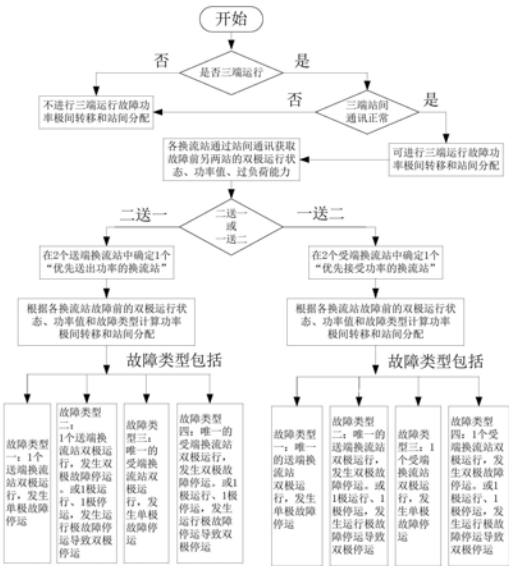 开始
否
是
是否三端运行
不进行三端运行故障功
率极间转移和站间分配
否
三端站间
通讯正常
是
各换流站通过站间通讯获取
故障前另两站的双极运行状
态、功率值、过负荷能力
可进行三端运行故障功
率极间转移和站间分配
二送一
二送一
或
一送二
一送二
在2个送端换流站中确定1个
“优先送出功率的换流站”
在2个受端换流站中确定1个
“优先接受功率的换流站”
根据各换流站故障前的双极运行状
态、功率值和故障类型计算功率
极间转移和站间分配
根据各换流站故障前的双极运行状
态、功率值和故障类型计算功率
极间转移和站间分配
故障类型包括
故障类型包括
故障类型
一：1个
送端换流
站双极运
行，发生
单极故障
停运
故障类型
二：
1个送端换
流站双极运
行，发生双
极故障停
运。或1极
运行、1极
停运，发生
运行极故障
停运导致双
极停运
故障类
型三：
唯一的
受端换
流站双
极运
行，发
生单极
故障停
运
故障类型
四：唯一的
受端换流站
双极运行，
发生双极故
障停运。或
1极运行、
1极停运，
发生运行极
故障停运导
致双极停运
故障类型
一：唯一
的送端换
流站
双极运
行，发生
单极故障
停运
故障类型
二：唯一的
送端换流站
双极运行，
发生双极故
障停运。或
1极运行、1
极停运，发
生运行极故
障停运导致
双极停运
故障类
型三：1
个受端
换流站
双极运
行，发
生单极
故障停
运
故障类型
四：1个受
端换流站双
极运行，发
生双极故障
停运。或1
极运行、1
极停运，发
生运行极故
障停运导致
双极停运